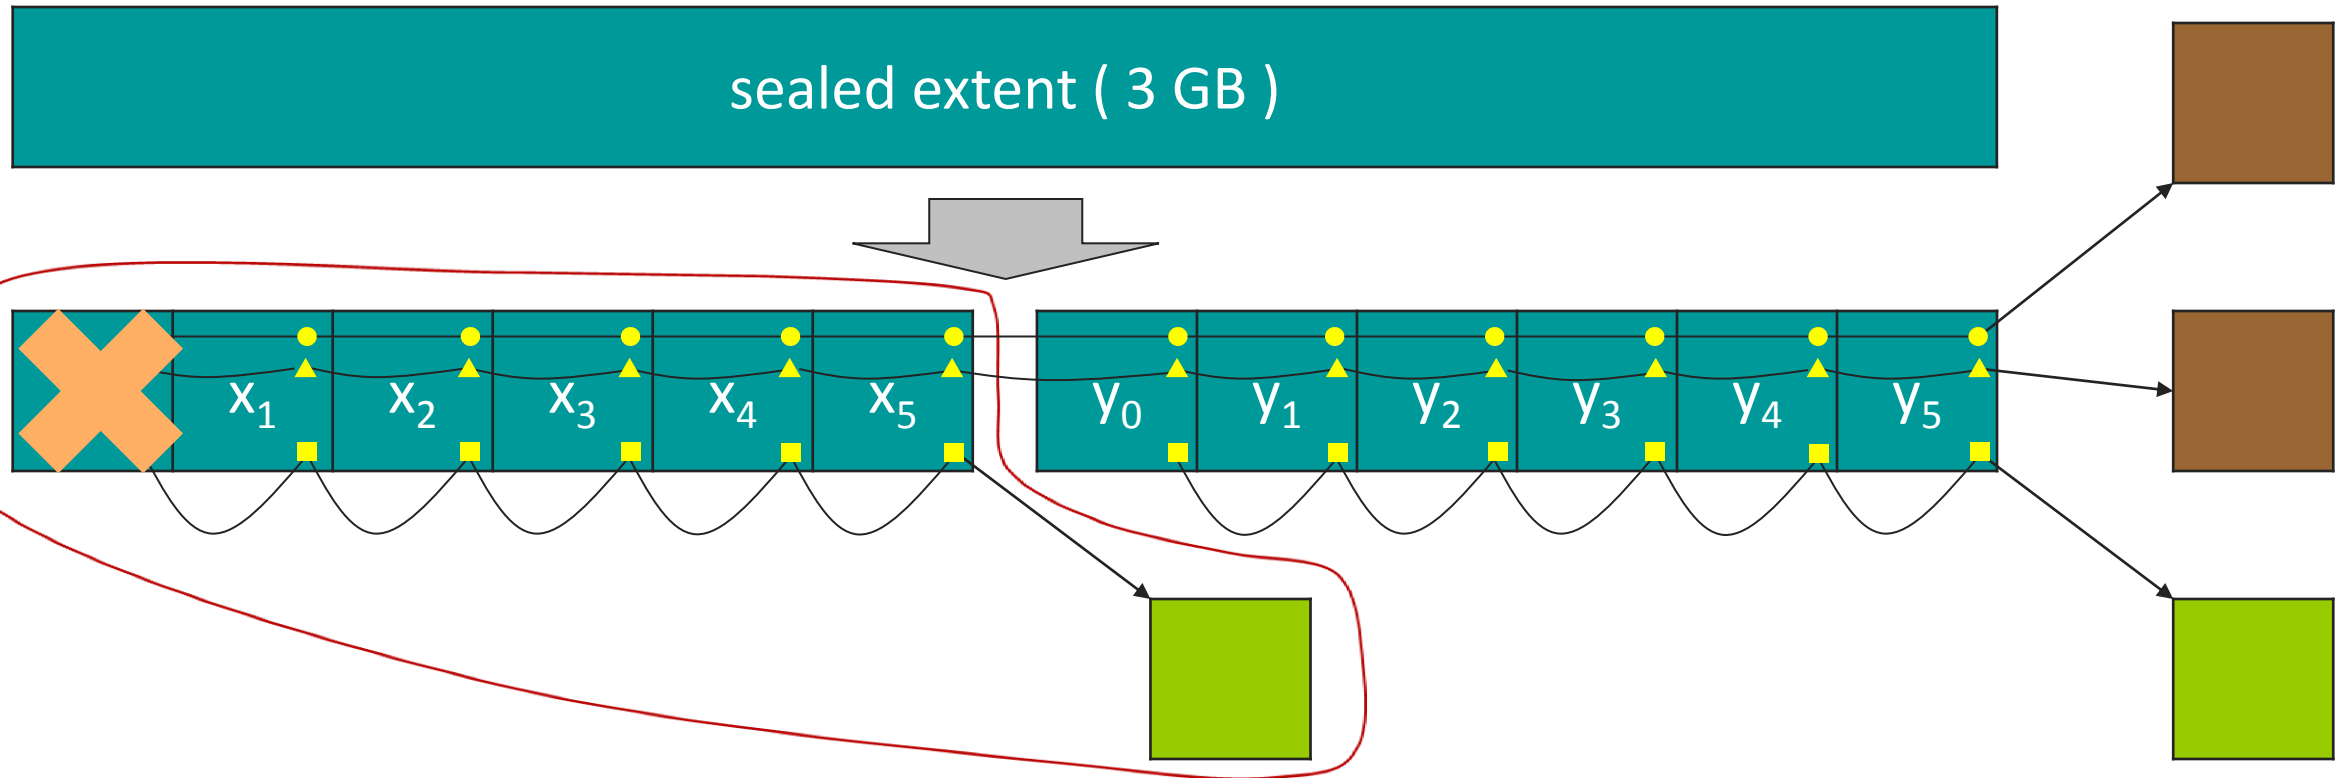 sealed extent ( 3 GB )
x₁ x₂ x₃ x₄ x₅ y₀ y₁ y₂ y₃ y₄ y₅